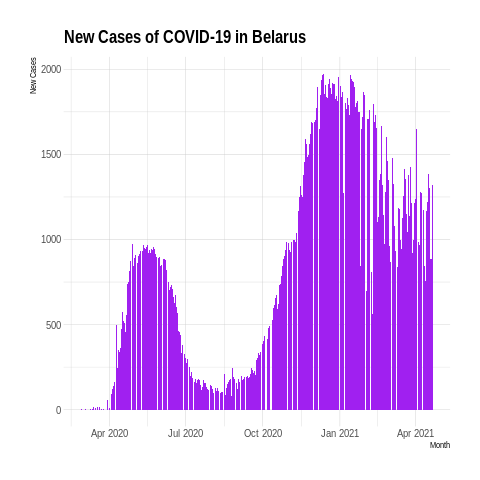 New Cases of COVID-19 in Belarus
New Cases
2000
1500
1000
500
0
Apr 2020 Jul 2020 Oct 2020 Jan 2021 Apr 2021
Month